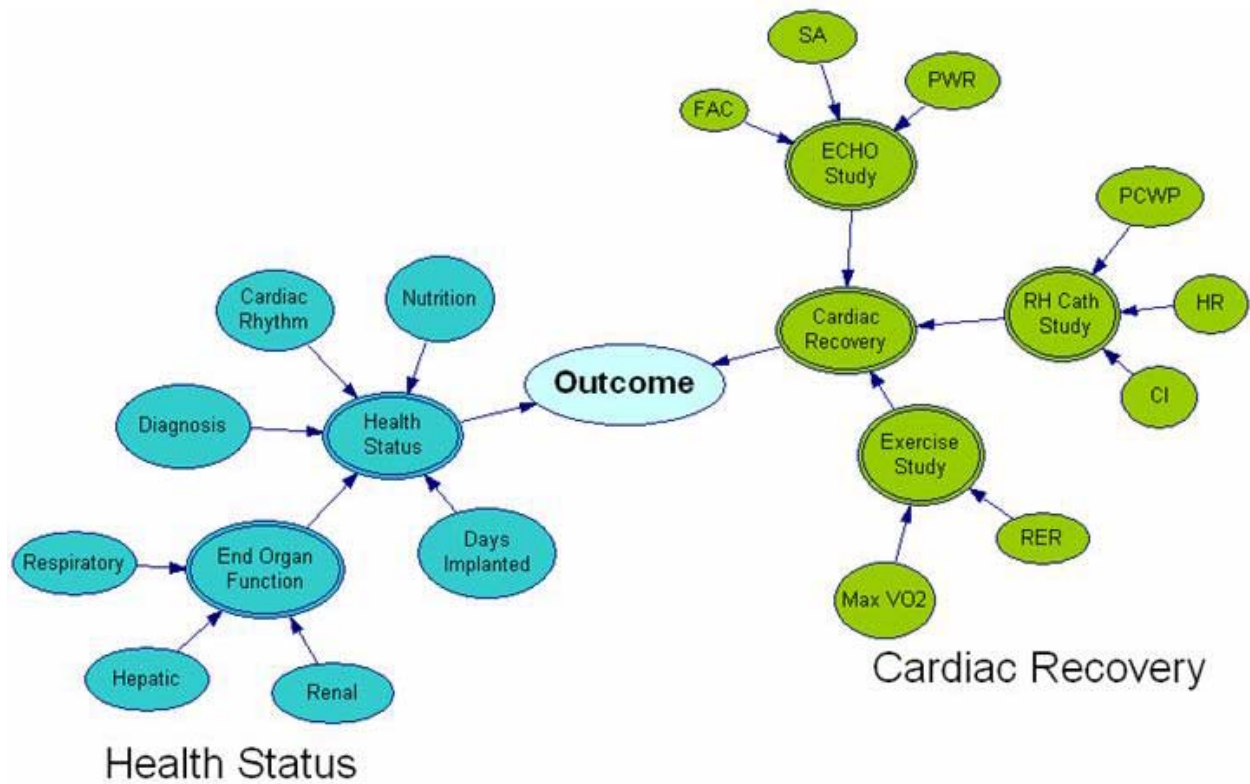 SA
PWR
FAC
ECHO
Study
PCWP
HR
RH Cath
Study
CI
Cardiac
Recovery
Exercise
Study
RER
Max VO2
Cardiac Recovery
Outcome
Cardiac
Rhythm
Nutrition
Diagnosis
Health
Status
Days
Implanted
Respiratory
End Organ
Function
Hepatic
Renal
Health Status